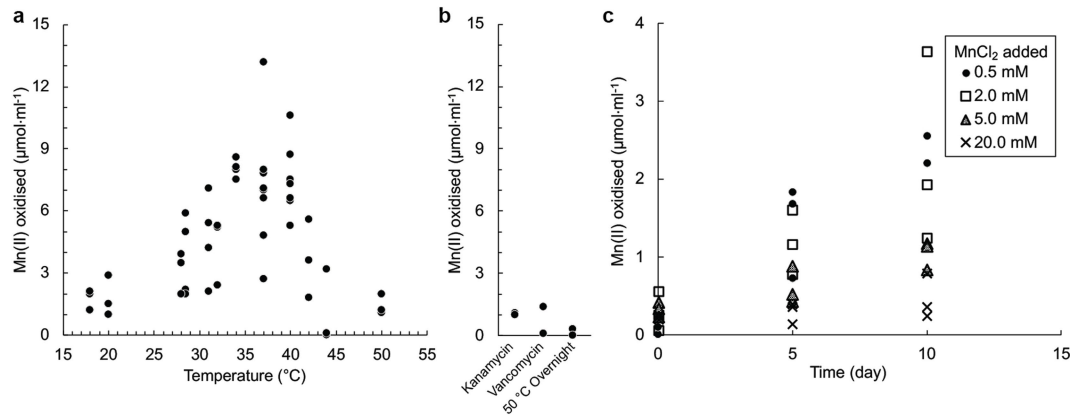 a
15
12
9
6
3
0
Mn(II) oxidised (µmol·ml⁻¹)
15 20 25 30 35 40 45 50 55
Temperature (°C)
b
15
12
9
6
3
0
Mn(II) oxidised (µmol·ml⁻¹)
Kanamycin
Vancomycin
50 °C Overnight
c
4
3
2
1
0
Mn(II) oxidised (µmol·ml⁻¹)
0 5 10 15
Time (day)
MnCl₂ added
0.5 mM
2.0 mM
5.0 mM
20.0 mM